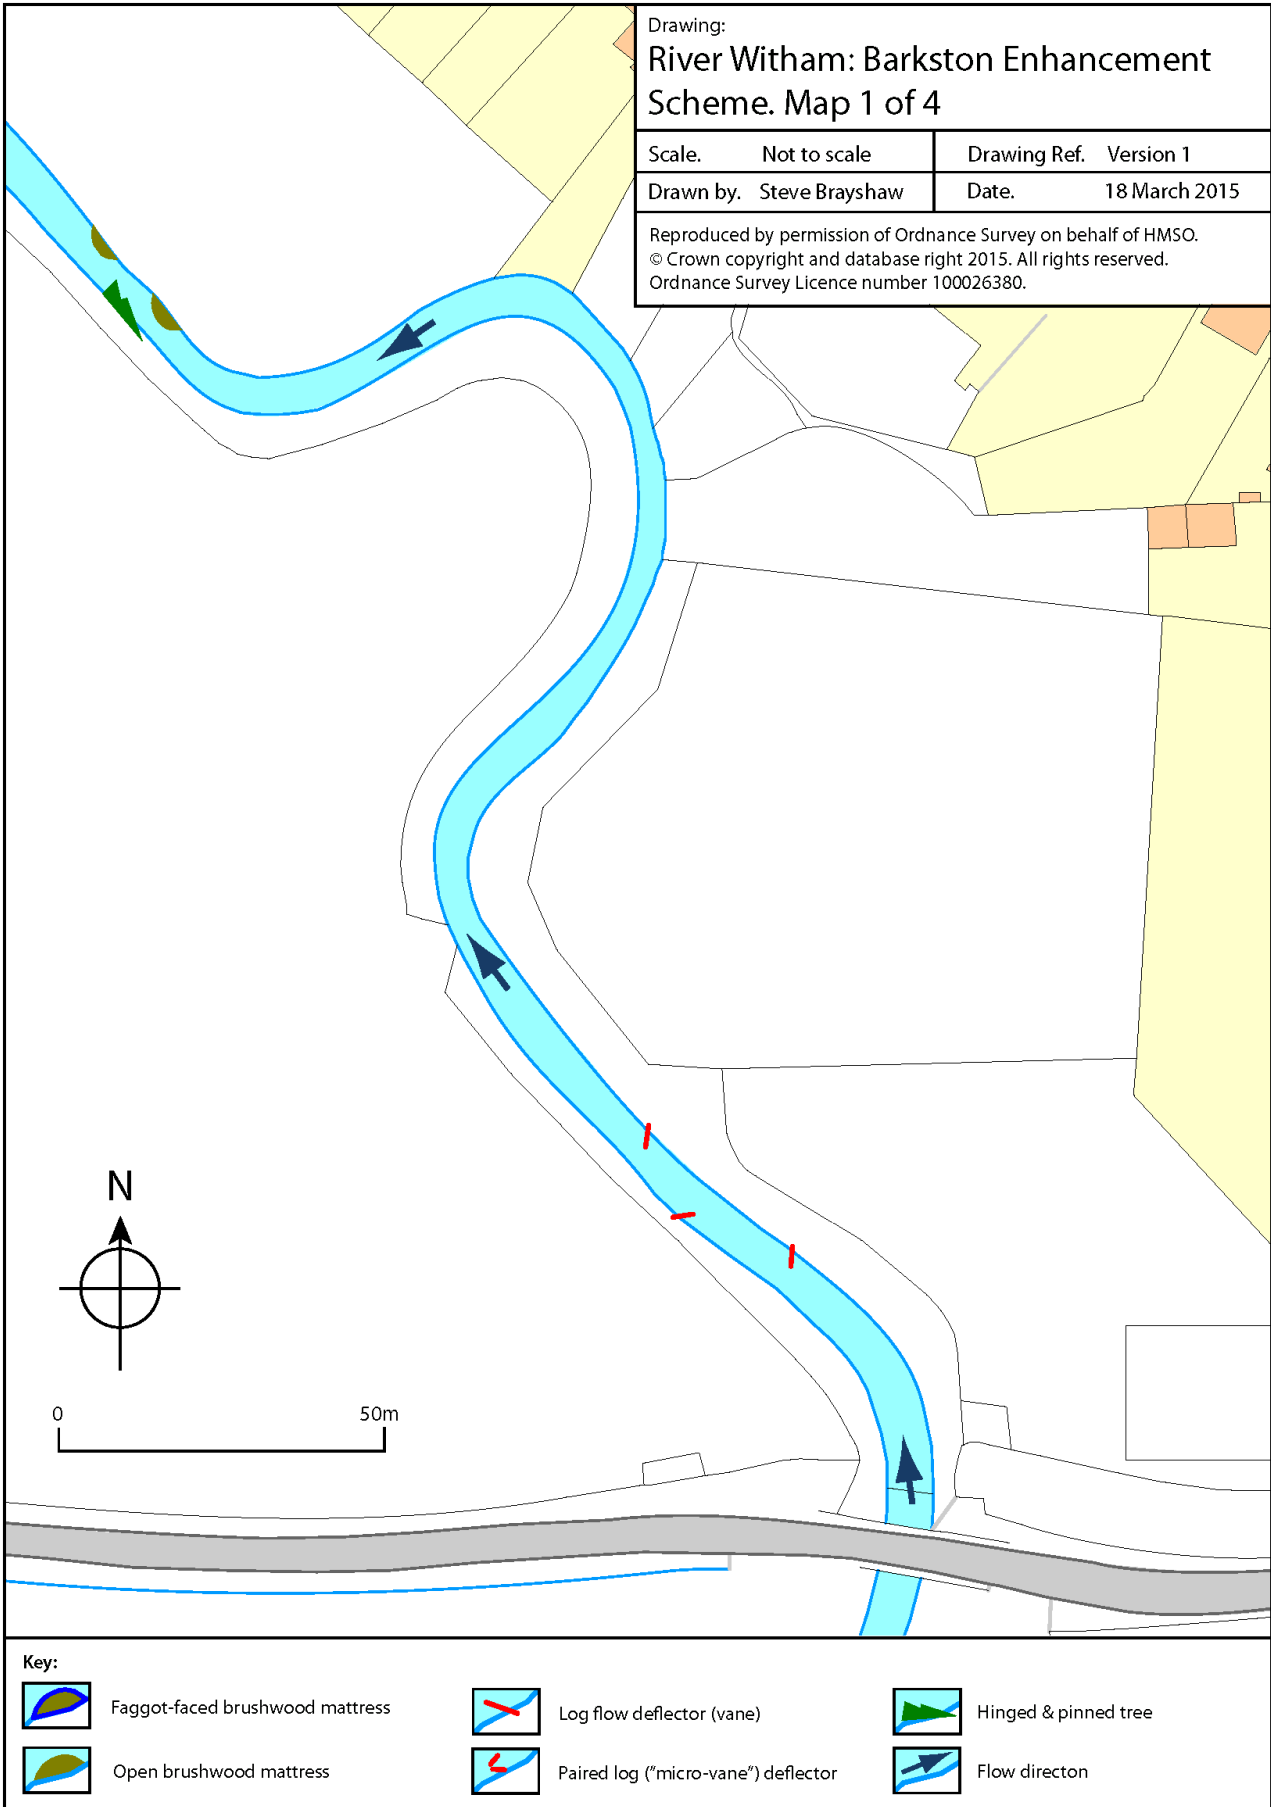 Drawing:
River Witham: Barkston Enhancement
Scheme. Map 1 of 4
Scale. Not to scale
Drawing Ref. Version 1
Drawn by. Steve Brayshaw
Date. 18 March 2015
Reproduced by permission of Ordnance Survey on behalf of HMSO.
© Crown copyright and database right 2015. All rights reserved.
Ordnance Survey Licence number 100026380.
N
0 50m
Key:
Faggot-faced brushwood mattress
Log flow deflector (vane)
Hinged & pinned tree
Open brushwood mattress
Paired log ("micro-vane") deflector
Flow directon